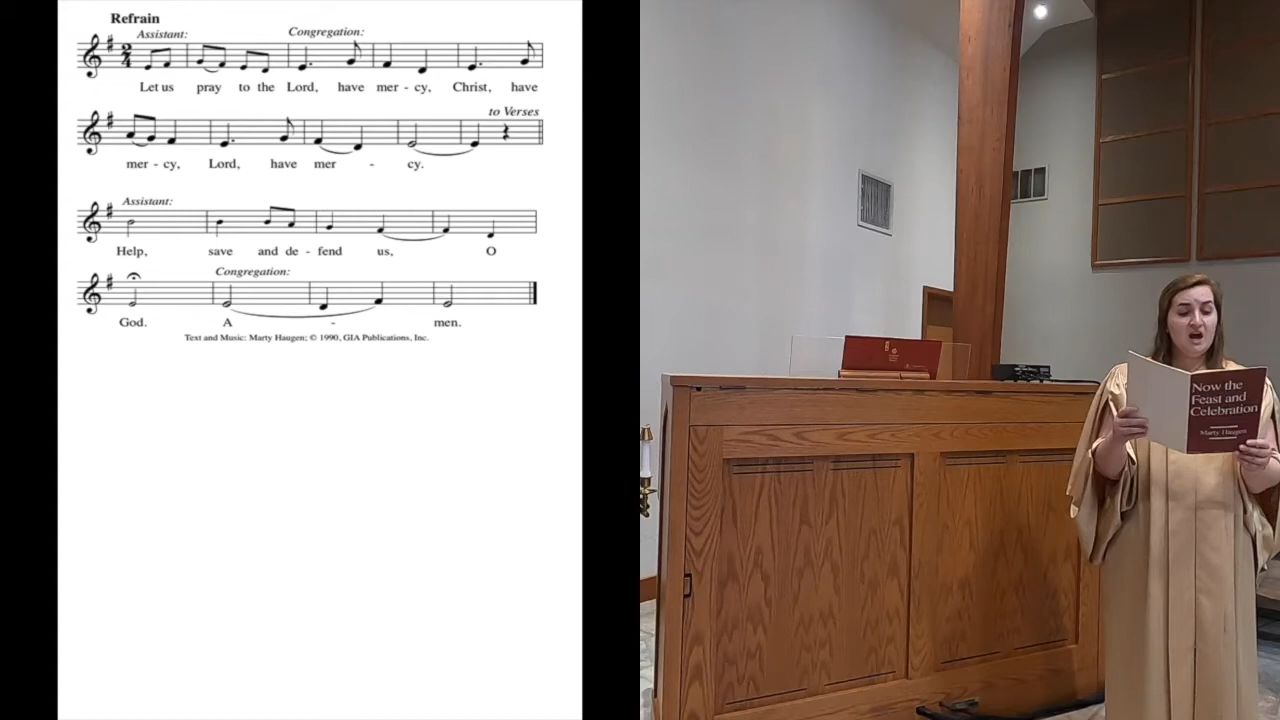 Refrain
Assistant:
Congregation:
Let us pray to the Lord, have mer - cy, Christ, have
to Verses
mer - cy, Lord, have mer - cy.
Assistant:
Help, save and de - fend us, O
Congregation:
God. A - men.
Text and Music: Marty Haugen; © 1990, GIA Publications, Inc.
Now the
Feast and
Celebration
Marty Haugen